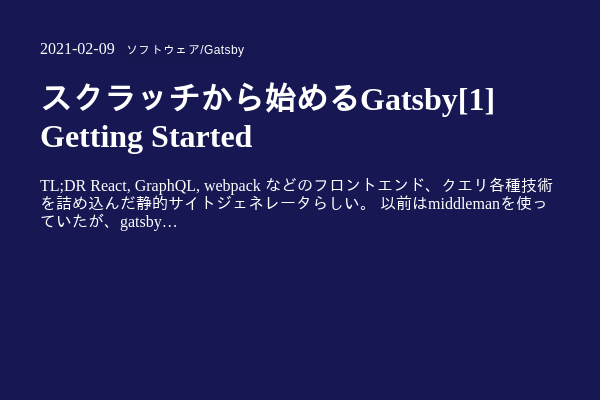 2021-02-09 ソフトウェア/Gatsby
スクラッチから始めるGatsby[1]
Getting Started
TL;DR React, GraphQL, webpack などのフロントエンド、クエリ各種技術
を詰め込んだ静的サイトジェネレータらしい。 以前はmiddlemanを使っ
ていたが、gatsby…